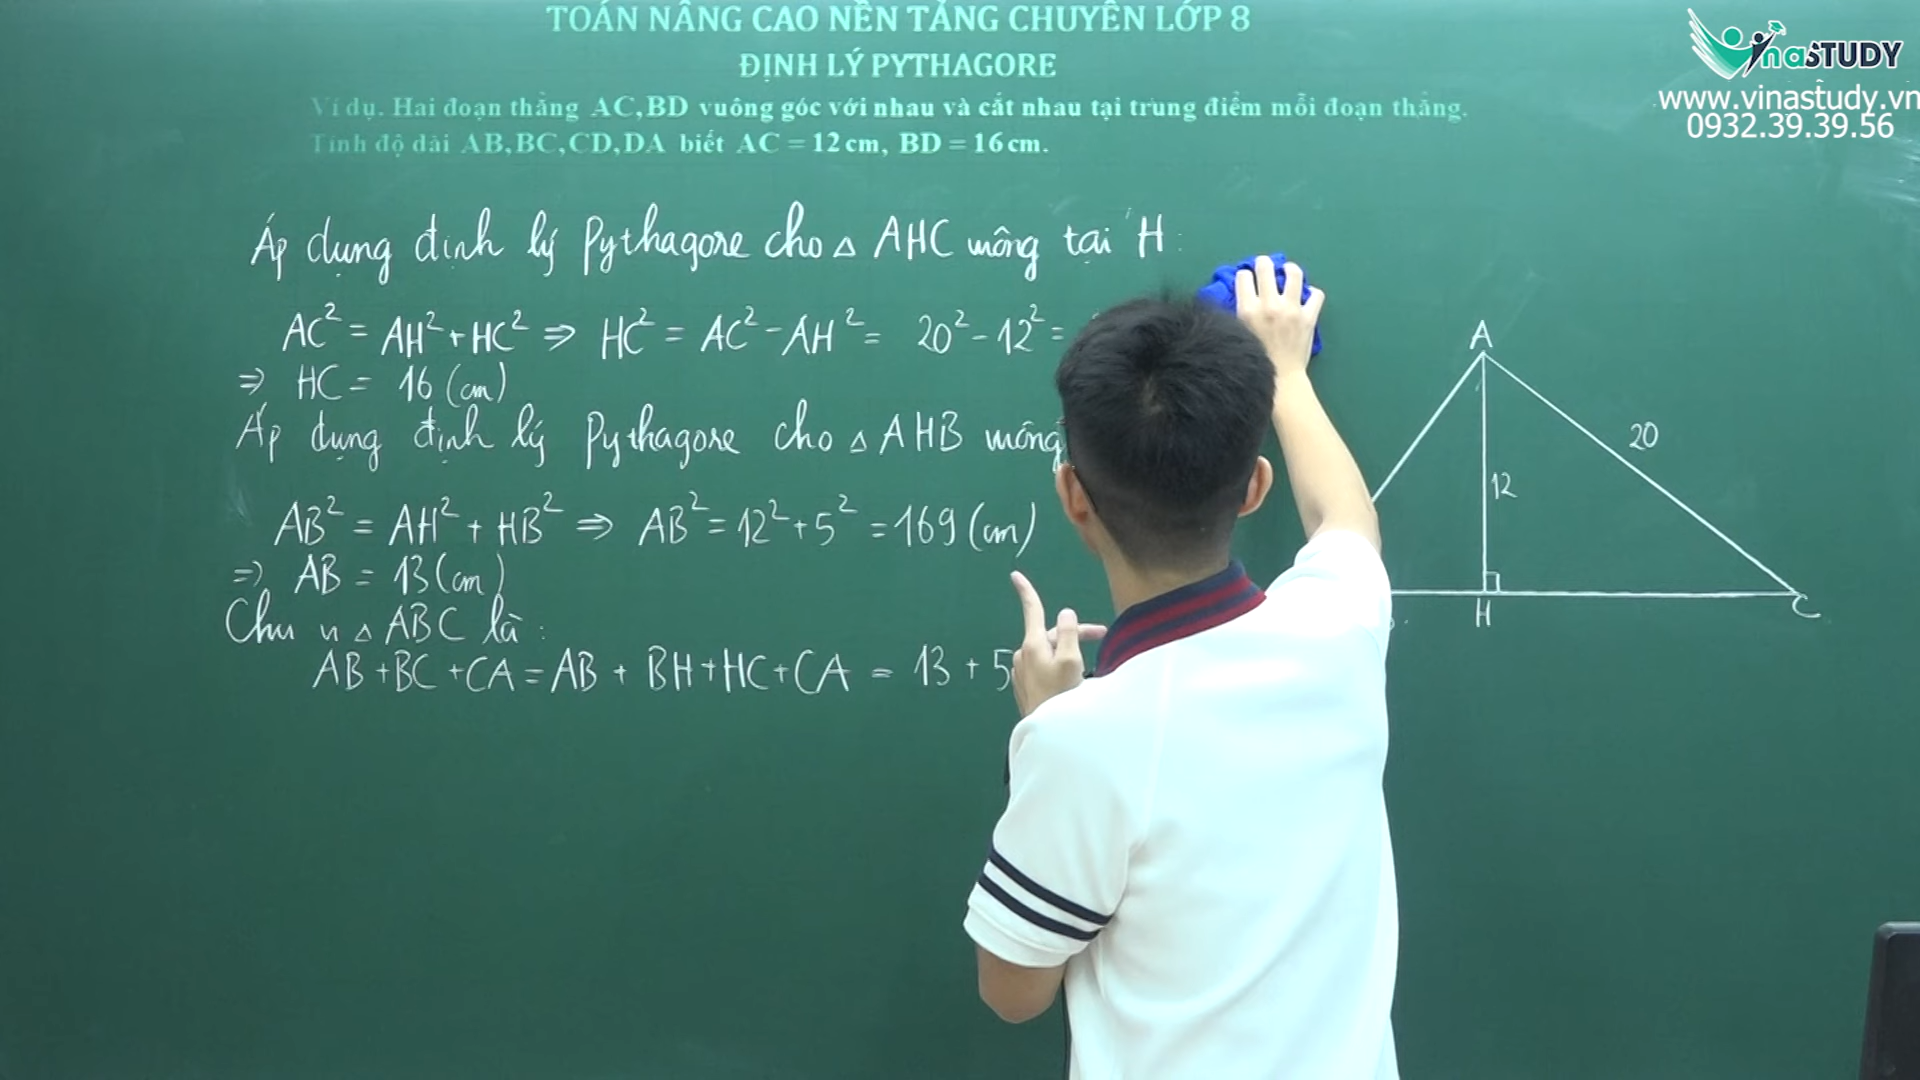 TOÁN NÂNG CAO NỀN TẢNG CHUYÊN LỚP 8
ĐỊNH LÝ PYTHAGORE
Ví dụ. Hai đoạn thẳng AC, BD vuông góc với nhau và cắt nhau tại trung điểm mỗi đoạn thẳng.
Tính độ dài AB, BC, CD, DA biết AC = 12 cm, BD = 16 cm.
VinaSTUDY
www.vinastudy.vn
0932.39.39.56
Áp dụng định lý Pythagore cho △ AHC vuông tại H :
AC² = AH² + HC² ⇒ HC² = AC² - AH² = 20² - 12² =
⇒ HC = 16 (cm)
Áp dụng định lý Pythagore cho △ AHB vuông
AB² = AH² + HB² ⇒ AB² = 12² + 5² = 169 (cm)
⇒ AB = 13 (cm)
Chu vi △ ABC là :
AB + BC + CA = AB + BH + HC + CA = 13 + 5
A
20
12
H
C